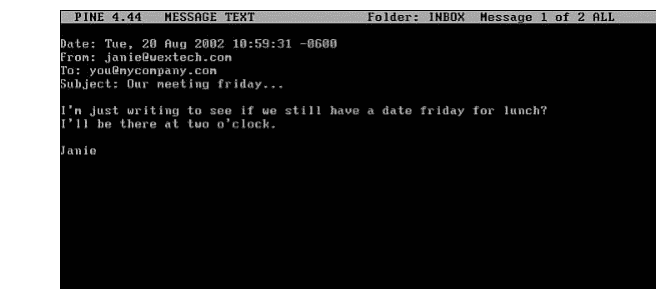 PINE 4.44 MESSAGE TEXT Folder: INBOX Message 1 of 2 ALL
Date: Tue, 20 Aug 2002 10:59:31 -0600
From: janie@wextech.com
To: you@mycompany.com
Subject: Our meeting friday...
I'm just writing to see if we still have a date friday for lunch?
I'll be there at two o'clock.
Janie